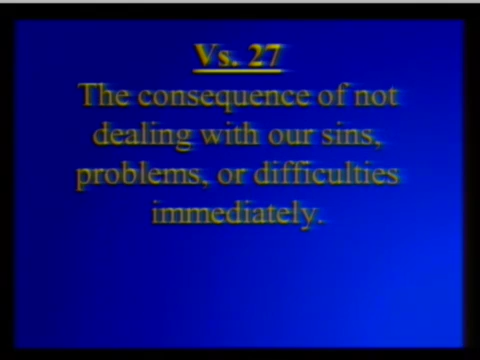 Vs. 27
The consequence of not
dealing with our sins,
problems, or difficulties
immediately.